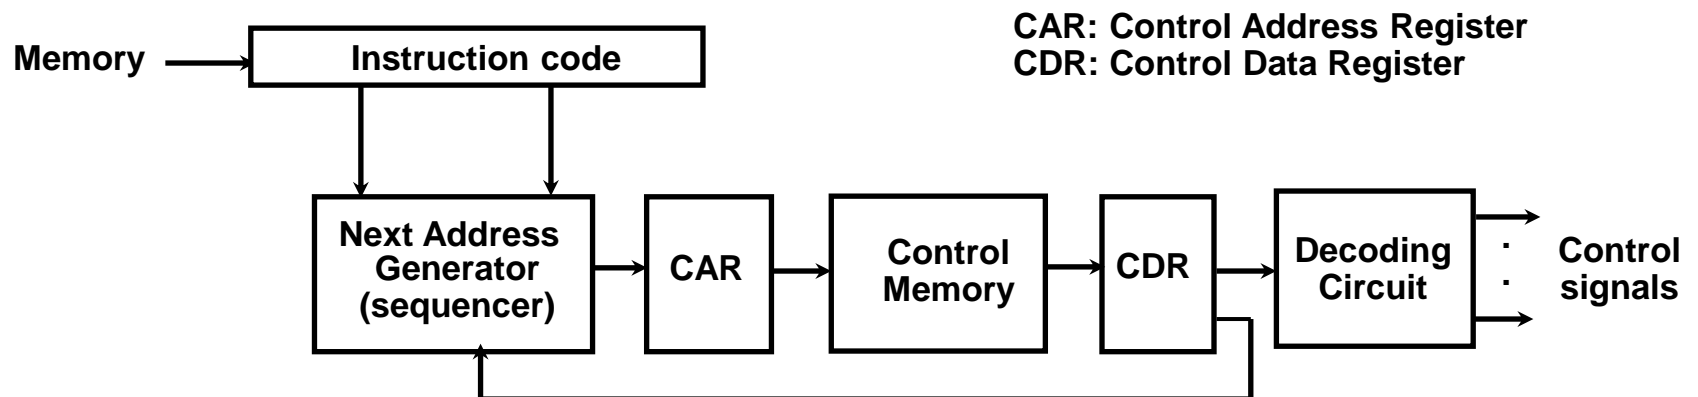 CAR: Control Address Register
CDR: Control Data Register
Memory
Instruction code
Next Address
Generator
(sequencer)
CAR
Control
Memory
CDR
Decoding
Circuit
Control
signals